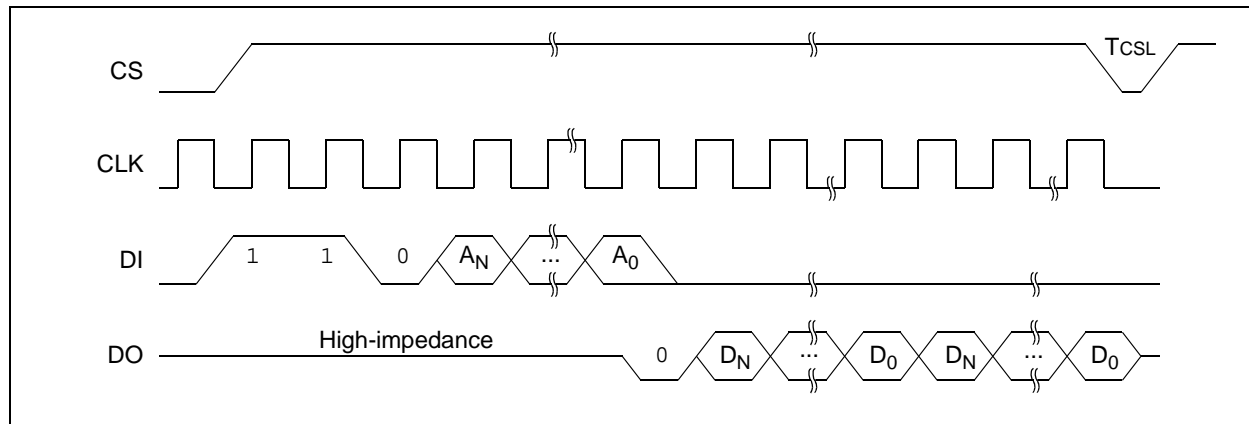 CS TCSL
CLK
DI 1 1 0 AN ... A0
High-impedance
DO 0 DN ... D0 DN ... D0